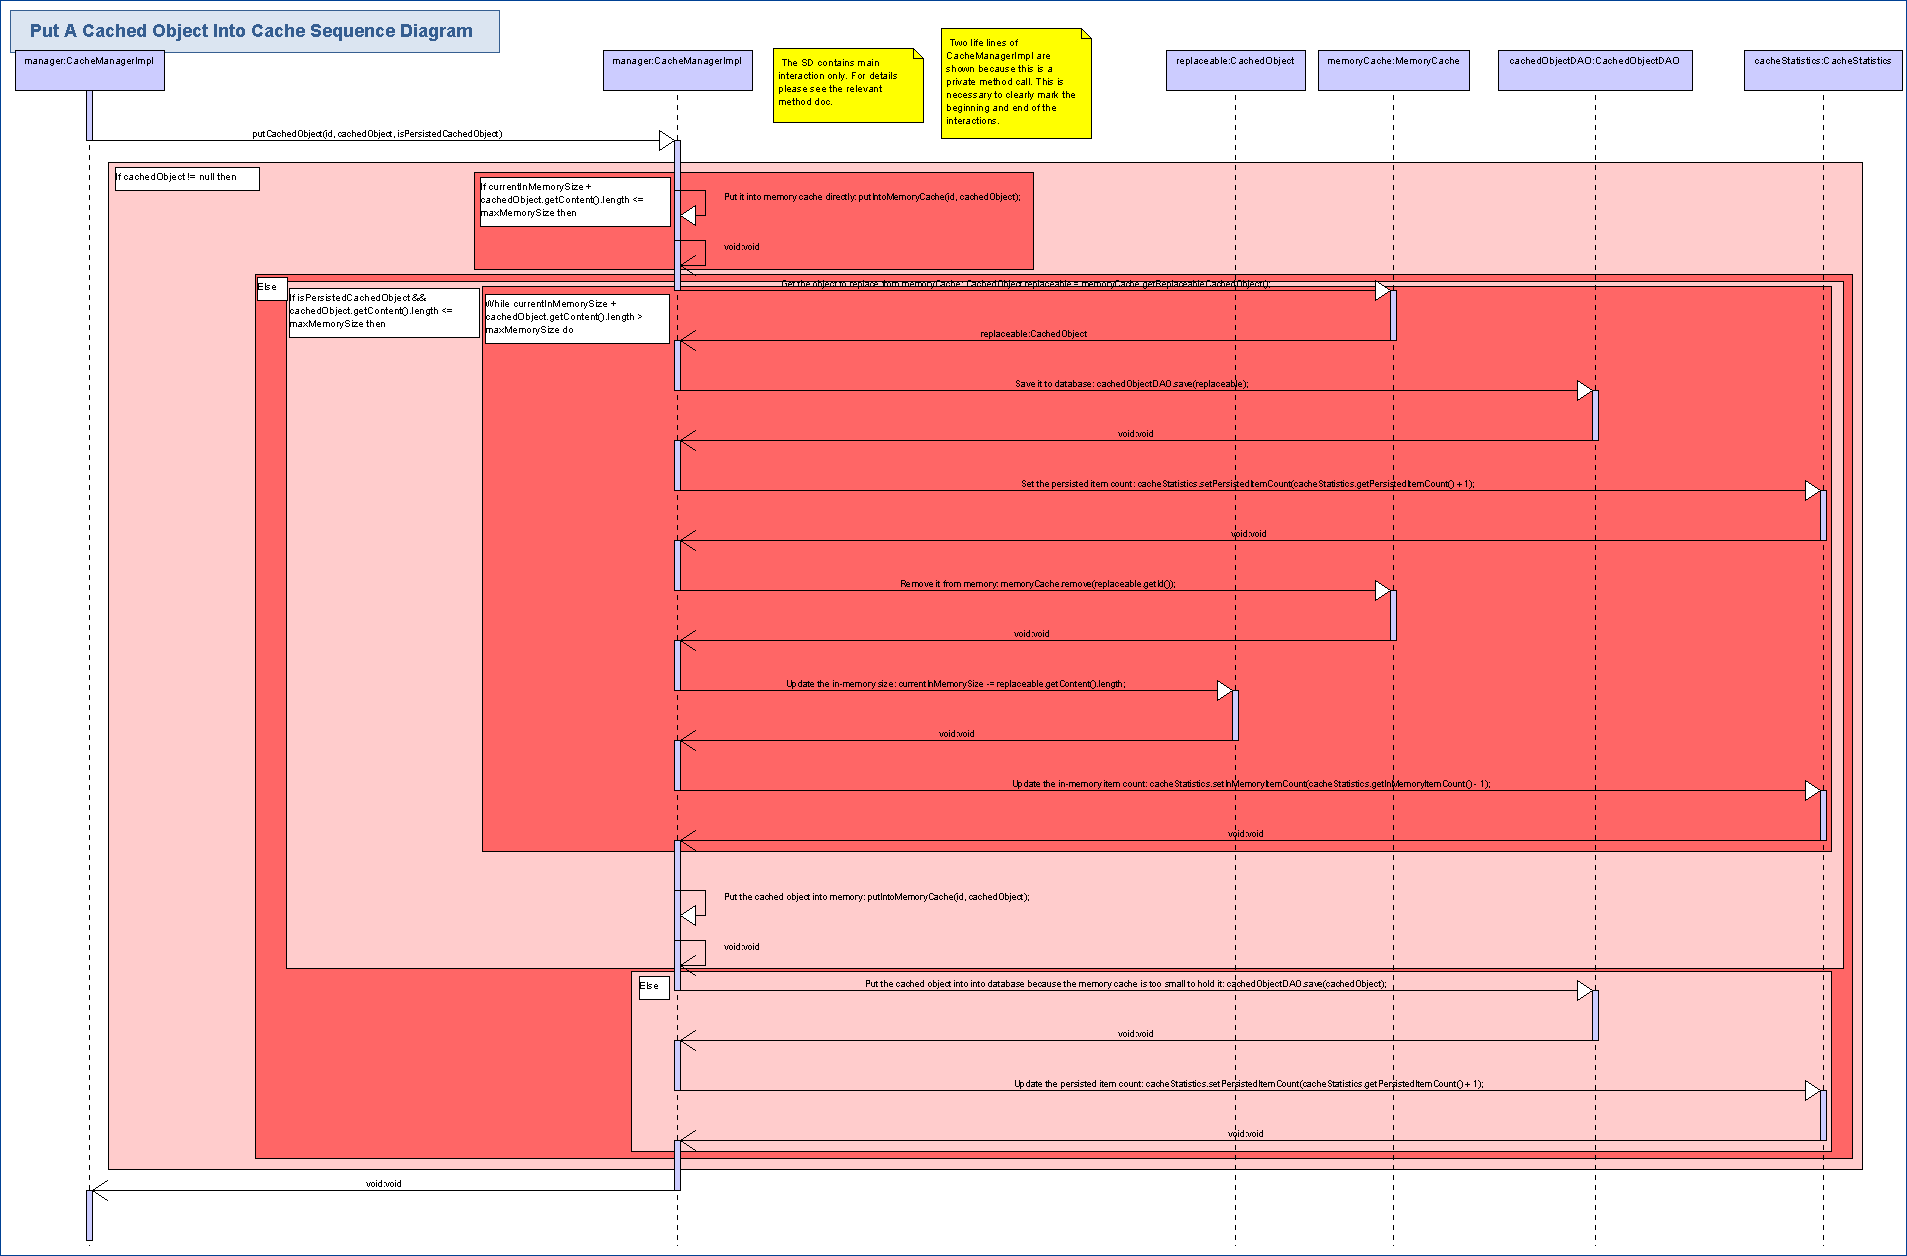 Put A Cached Object Into Cache Sequence Diagram
manager:CacheManagerImpl
manager:CacheManagerImpl
The SD contains main
interaction only. For details
please see the relevant
method doc.
Two life lines of
CacheManagerImpl are
shown because this is a
private method call. This is
necessary to clearly mark the
beginning and end of the
interactions.
replaceable:CachedObject
memoryCache:MemoryCache
cachedObjectDAO:CachedObjectDAO
cacheStatistics:CacheStatistics
putCachedObject(id, cachedObject, isPersistedCachedObject)
If cachedObject != null then
If currentInMemorySize +
cachedObject.getContent().length <=
maxMemorySize then
Put it into memory cache directly: putIntoMemoryCache(id, cachedObject);
void:void
Else
If isPersistedCachedObject &&
cachedObject.getContent().length <=
maxMemorySize then
While currentInMemorySize +
cachedObject.getContent().length >
maxMemorySize do
Get the object to replace from memoryCache: CachedObject replaceable = memoryCache.getReplaceableCachedObject();
replaceable:CachedObject
Save it to database: cachedObjectDAO.save(replaceable);
void:void
Set the persisted item count: cacheStatistics.setPersistedItemCount(cacheStatistics.getPersistedItemCount() + 1);
void:void
Remove it from memory: memoryCache.remove(replaceable.getId());
void:void
Update the in-memory size: currentInMemorySize -= replaceable.getContent().length;
void:void
Update the in-memory item count: cacheStatistics.setInMemoryItemCount(cacheStatistics.getInMemoryItemCount() - 1);
void:void
Put the cached object into memory: putIntoMemoryCache(id, cachedObject);
void:void
Else
Put the cached object into into database because the memory cache is too small to hold it: cachedObjectDAO.save(cachedObject);
void:void
Update the persisted item count: cacheStatistics.setPersistedItemCount(cacheStatistics.getPersistedItemCount() + 1);
void:void
void:void